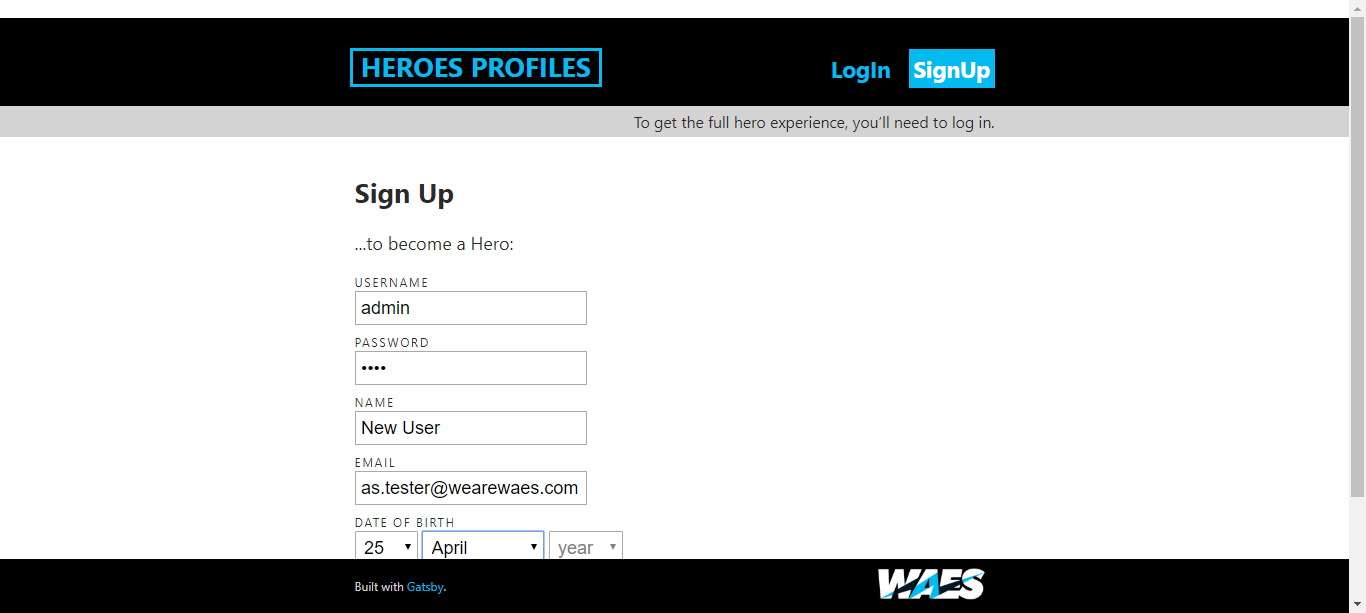 HEROES PROFILES
LogIn SignUp
To get the full hero experience, you'll need to log in.
Sign Up
...to become a Hero:
USERNAME
admin
PASSWORD
••••
NAME
New User
EMAIL
as.tester@wearewaes.com
DATE OF BIRTH
25 April year
Built with Gatsby.
WAES